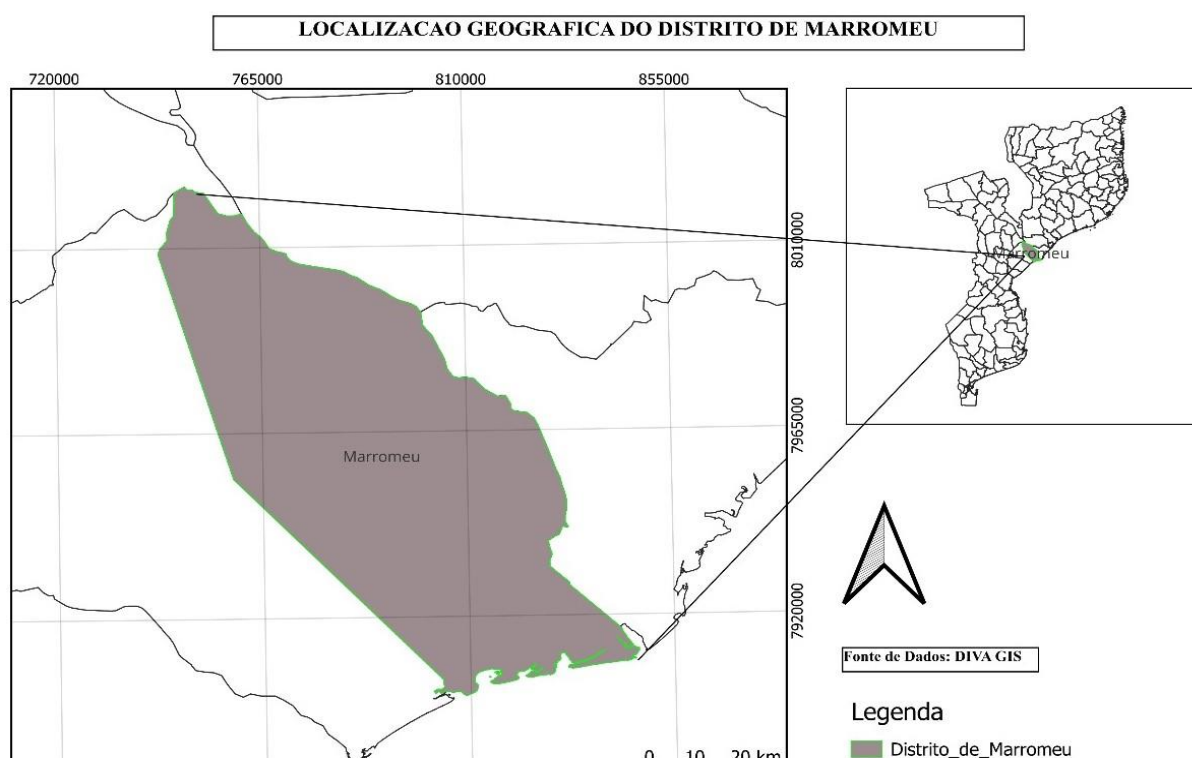 LOCALIZACAO GEOGRAFICA DO DISTRITO DE MARROMEU
720000 765000 810000 855000
8010000
Marromeu
7965000
Marromeu
7920000
Fonte de Dados: DIVA GIS
Legenda
0 10 20 km
Distrito_de_Marromeu